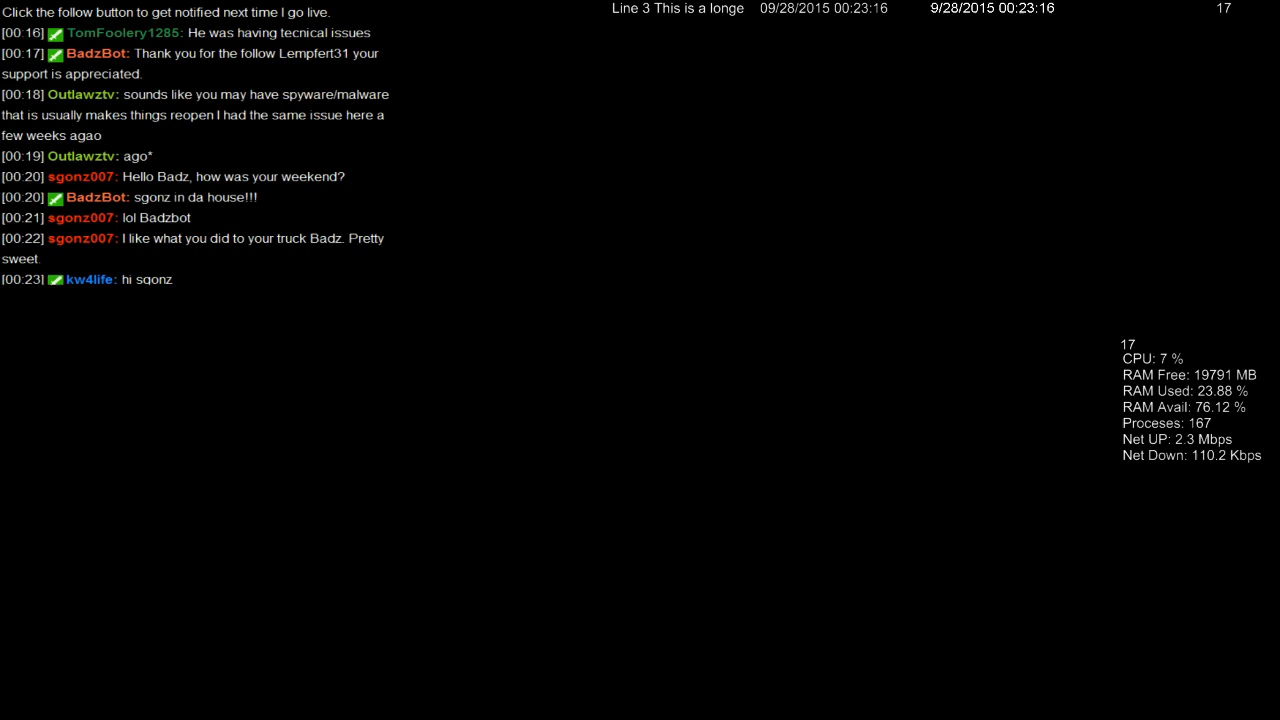 Click the follow button to get notified next time I go live.
[00:16] TomFoolery1285: He was having tecnical issues
[00:17] BadzBot: Thank you for the follow Lempfert31 your
support is appreciated.
[00:18] Outlawztv: sounds like you may have spyware/malware
that is usually makes things reopen I had the same issue here a
few weeks agao
[00:19] Outlawztv: ago*
[00:20] sgonz007: Hello Badz, how was your weekend?
[00:20] BadzBot: sgonz in da house!!!
[00:21] sgonz007: lol Badzbot
[00:22] sgonz007: I like what you did to your truck Badz. Pretty
sweet.
[00:23] kw4life: hi sgonz
Line 3 This is a longe 09/28/2015 00:23:16 9/28/2015 00:23:16 17
17
CPU: 7 %
RAM Free: 19791 MB
RAM Used: 23.88 %
RAM Avail: 76.12 %
Proceses: 167
Net UP: 2.3 Mbps
Net Down: 110.2 Kbps